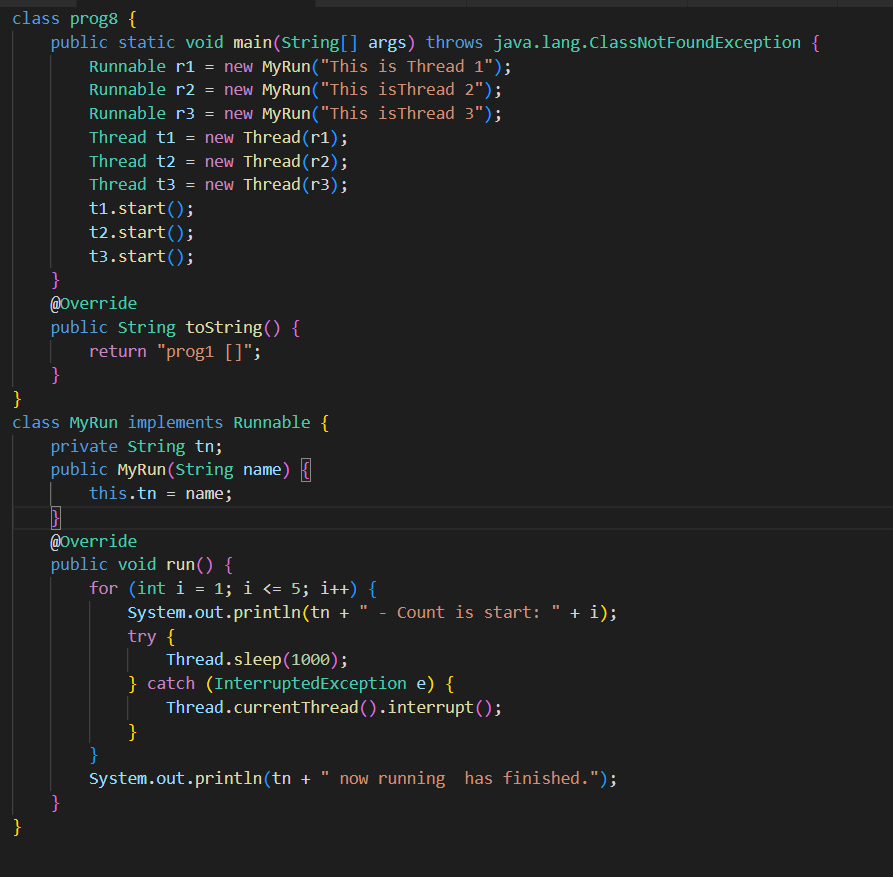 class prog8 {
    public static void main(String[] args) throws java.lang.ClassNotFoundException {
        Runnable r1 = new MyRun("This is Thread 1");
        Runnable r2 = new MyRun("This isThread 2");
        Runnable r3 = new MyRun("This isThread 3");
        Thread t1 = new Thread(r1);
        Thread t2 = new Thread(r2);
        Thread t3 = new Thread(r3);
        t1.start();
        t2.start();
        t3.start();
    }
    @Override
    public String toString() {
        return "prog1 []";
    }
}
class MyRun implements Runnable {
    private String tn;
    public MyRun(String name) {
        this.tn = name;
    }
    @Override
    public void run() {
        for (int i = 1; i <= 5; i++) {
            System.out.println(tn + " - Count is start: " + i);
            try {
                Thread.sleep(1000);
            } catch (InterruptedException e) {
                Thread.currentThread().interrupt();
            }
        }
        System.out.println(tn + " now running  has finished.");
    }
}